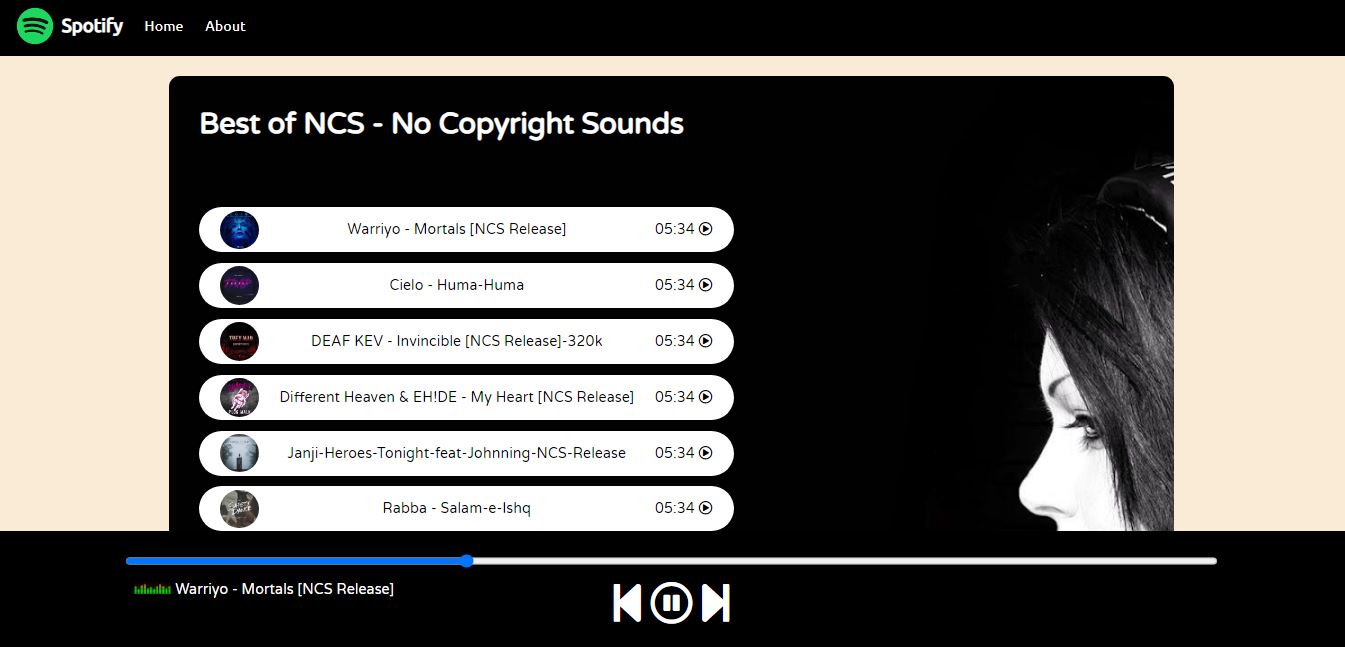 Spotify Home About
Best of NCS - No Copyright Sounds
Warriyo - Mortals [NCS Release] 05:34
Cielo - Huma-Huma 05:34
DEAF KEV - Invincible [NCS Release]-320k 05:34
Different Heaven & EH!DE - My Heart [NCS Release] 05:34
Janji-Heroes-Tonight-feat-Johnning-NCS-Release 05:34
Rabba - Salam-e-Ishq 05:34
Warriyo - Mortals [NCS Release]